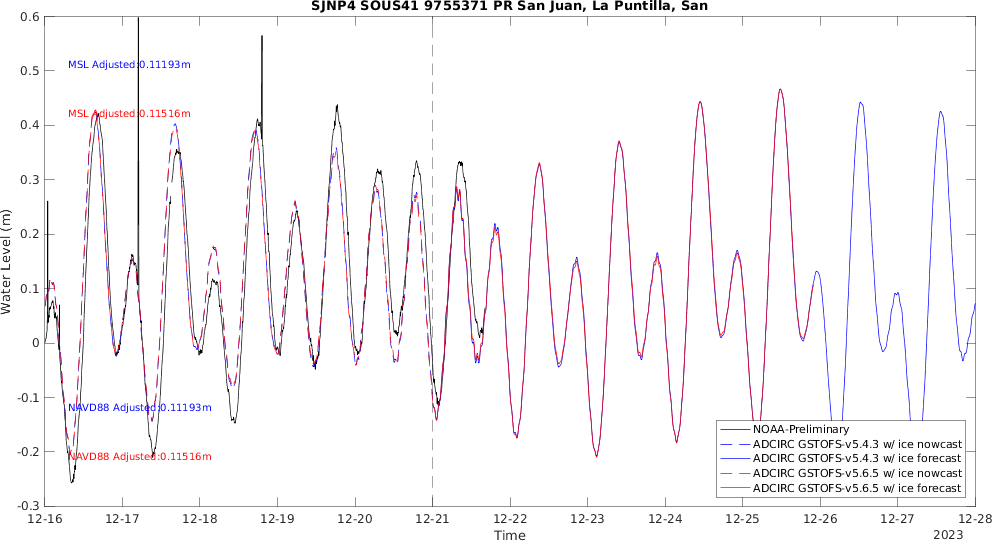 SJNP4 SOUS41 9755371 PR San Juan, La Puntilla, San
0.6
0.5
0.4
0.3
0.2
0.1
0
-0.1
-0.2
-0.3
Water Level (m)
MSL Adjusted:0.11193m
MSL Adjusted:0.11516m
NAVD88 Adjusted:0.11193m
NAVD88 Adjusted:0.11516m
NOAA-Preliminary
ADCIRC GSTOFS-v5.4.3 w/ ice nowcast
ADCIRC GSTOFS-v5.4.3 w/ ice forecast
ADCIRC GSTOFS-v5.6.5 w/ ice nowcast
ADCIRC GSTOFS-v5.6.5 w/ ice forecast
12-16 12-17 12-18 12-19 12-20 12-21 12-22 12-23 12-24 12-25 12-26 12-27 12-28
Time
2023